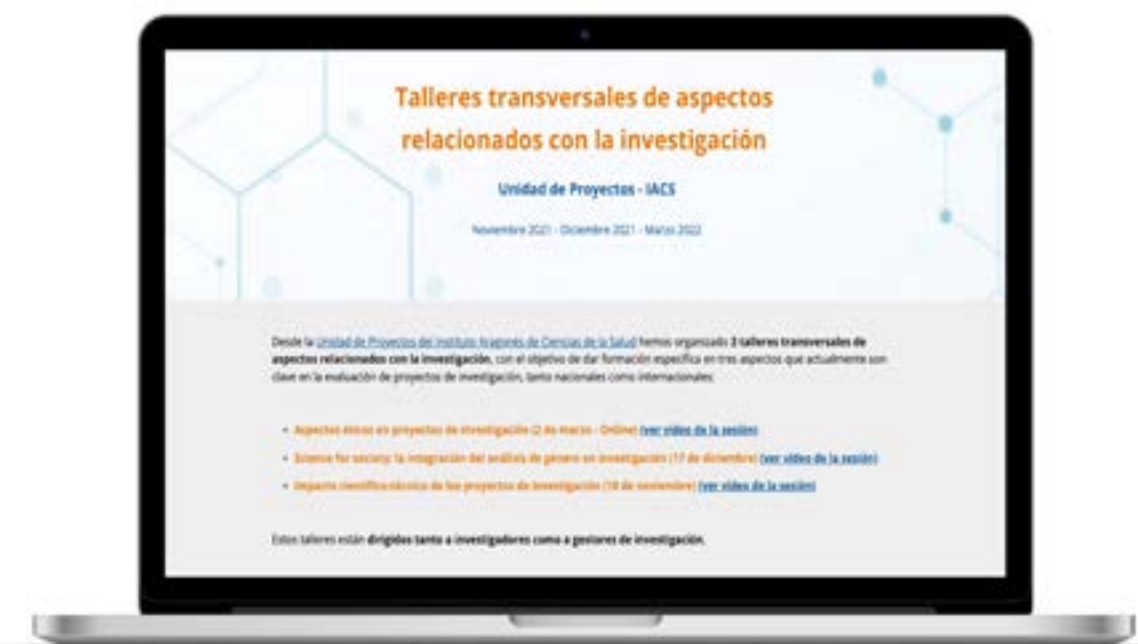 Talleres transversales de aspectos
relacionados con la investigación
Unidad de Proyectos - IACS
Noviembre 2021 - Diciembre 2021 - Marzo 2022
Desde la Unidad de Proyectos del Instituto Aragonés de Ciencias de la Salud hemos organizado 3 talleres transversales de
aspectos relacionados con la investigación, con el objetivo de dar formación específica en tres aspectos que actualmente son
clave en la evaluación de proyectos de investigación, tanto nacionales como internacionales:
• Aspectos éticos en proyectos de investigación (2 de marzo - Online) (ver vídeo de la sesión)
• Science for society: la integración del análisis de género en investigación (17 de diciembre) (ver vídeo de la sesión)
• Impacto científico-técnico de los proyectos de investigación (18 de noviembre) (ver vídeo de la sesión)
Estos talleres están dirigidos tanto a investigadores como a gestores de investigación.